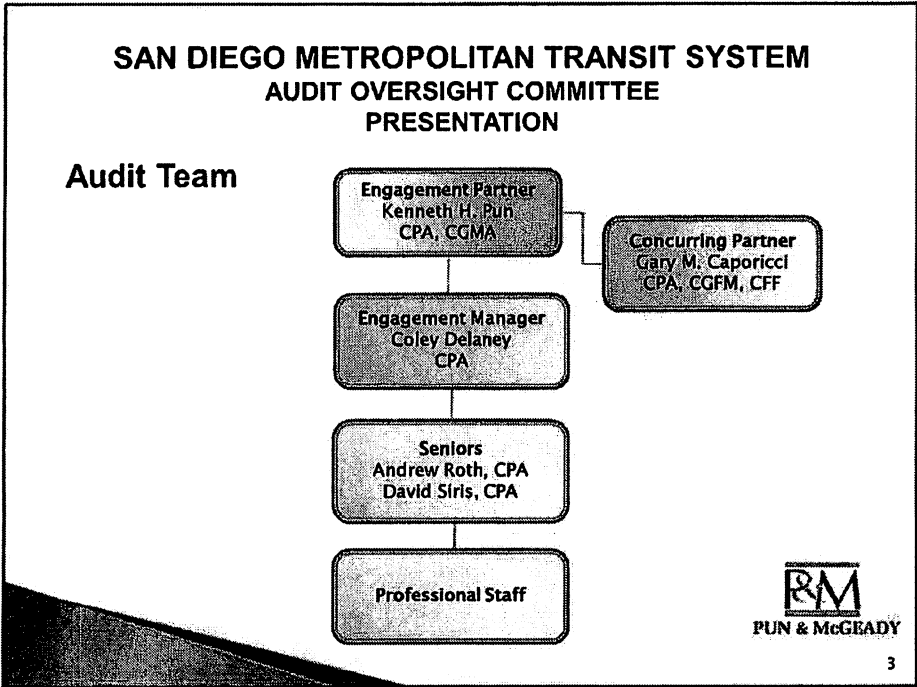 SAN DIEGO METROPOLITAN TRANSIT SYSTEM
AUDIT OVERSIGHT COMMITTEE
PRESENTATION
Audit Team
Engagement Partner
Kenneth H. Pun
CPA, CGMA
Concurring Partner
Gary M. Caporicci
CPA, CGFM, CFF
Engagement Manager
Coley Delaney
CPA
Seniors
Andrew Roth, CPA
David Siris, CPA
Professional Staff
P&M
PUN & McGEADY
3